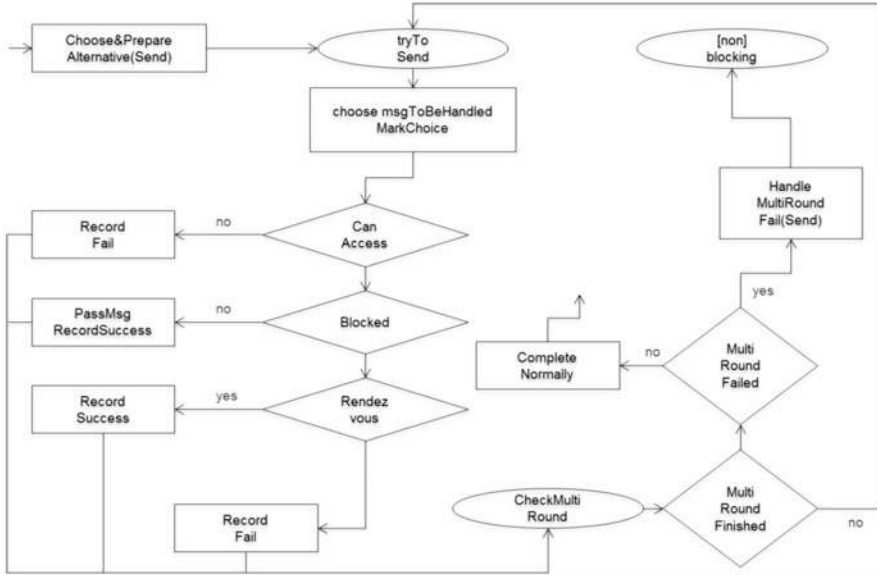 Choose&Prepare
Alternative(Send)
tryTo
Send
[non]
blocking
choose msgToBeHandled
MarkChoice
Handle
MultiRound
Fail(Send)
Record
Fail
no
Can
Access
yes
PassMsg
RecordSuccess
no
Blocked
Complete
Normally
no
Multi
Round
Failed
Record
Success
yes
Rendez
vous
CheckMulti
Round
Multi
Round
Finished
no
Record
Fail